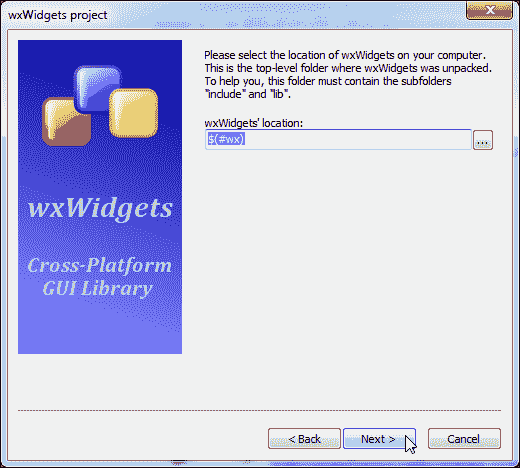 wxWidgets project
Please select the location of wxWidgets on your computer.
This is the top-level folder where wxWidgets was unpacked.
To help you, this folder must contain the subfolders
"include" and "lib".
wxWidgets' location:
$(#wx)
...
wxWidgets
Cross-Platform
GUI Library
< Back
Next >
Cancel